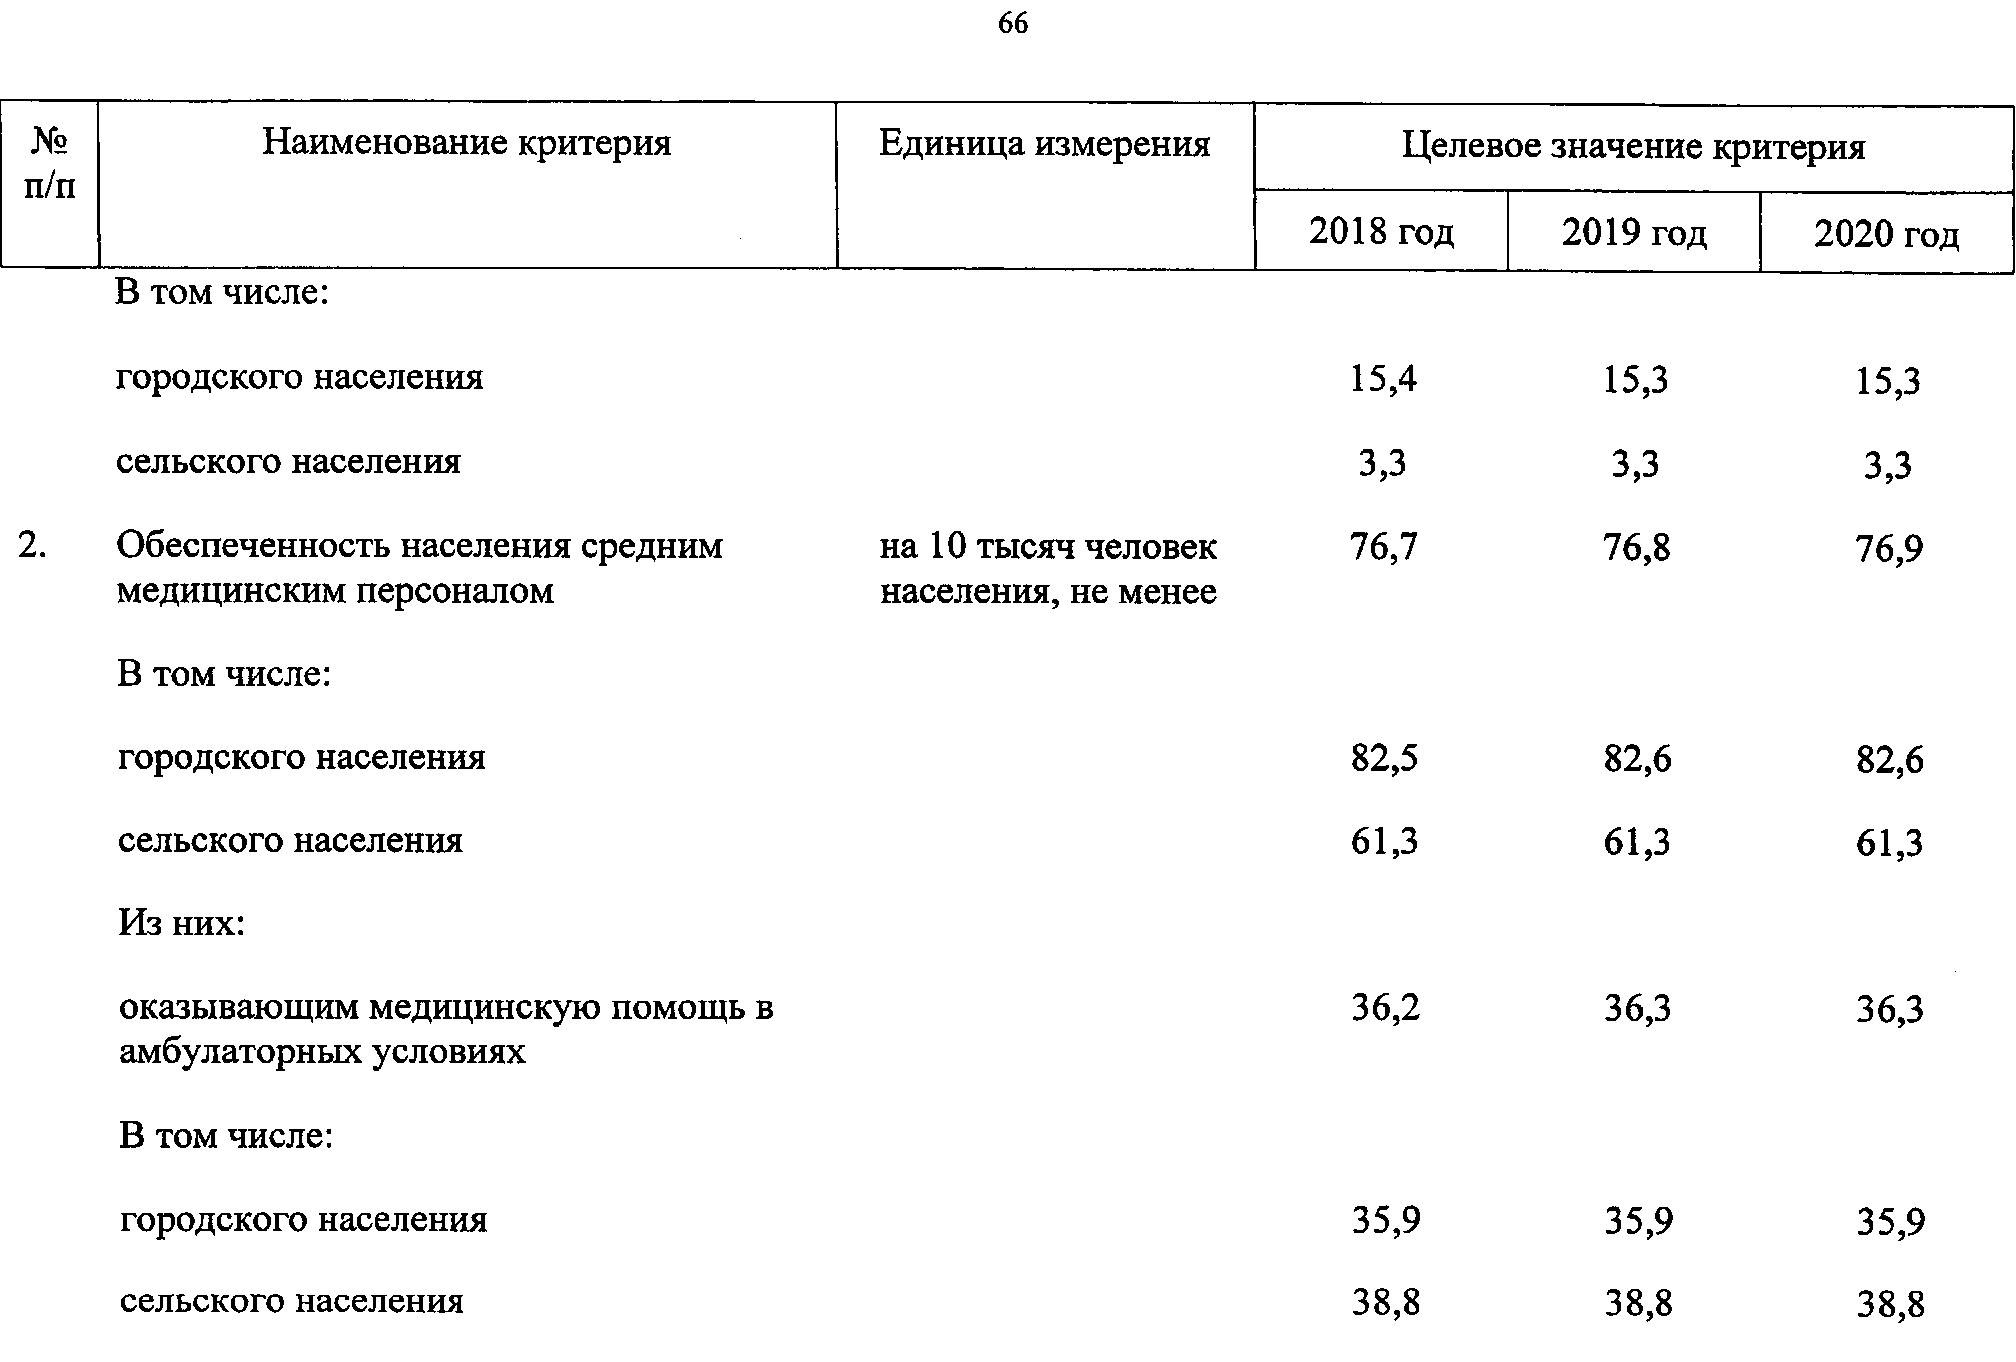 66
№ Наименование критерия Единица измерения Целевое значение критерия
п/п
2018 год 2019 год 2020 год
В том числе:
городского населения 15,4 15,3 15,3
сельского населения 3,3 3,3 3,3
2. Обеспеченность населения средним на 10 тысяч человек 76,7 76,8 76,9
медицинским персоналом населения, не менее
В том числе:
городского населения 82,5 82,6 82,6
сельского населения 61,3 61,3 61,3
Из них:
оказывающим медицинскую помощь в 36,2 36,3 36,3
амбулаторных условиях
В том числе:
городского населения 35,9 35,9 35,9
сельского населения 38,8 38,8 38,8